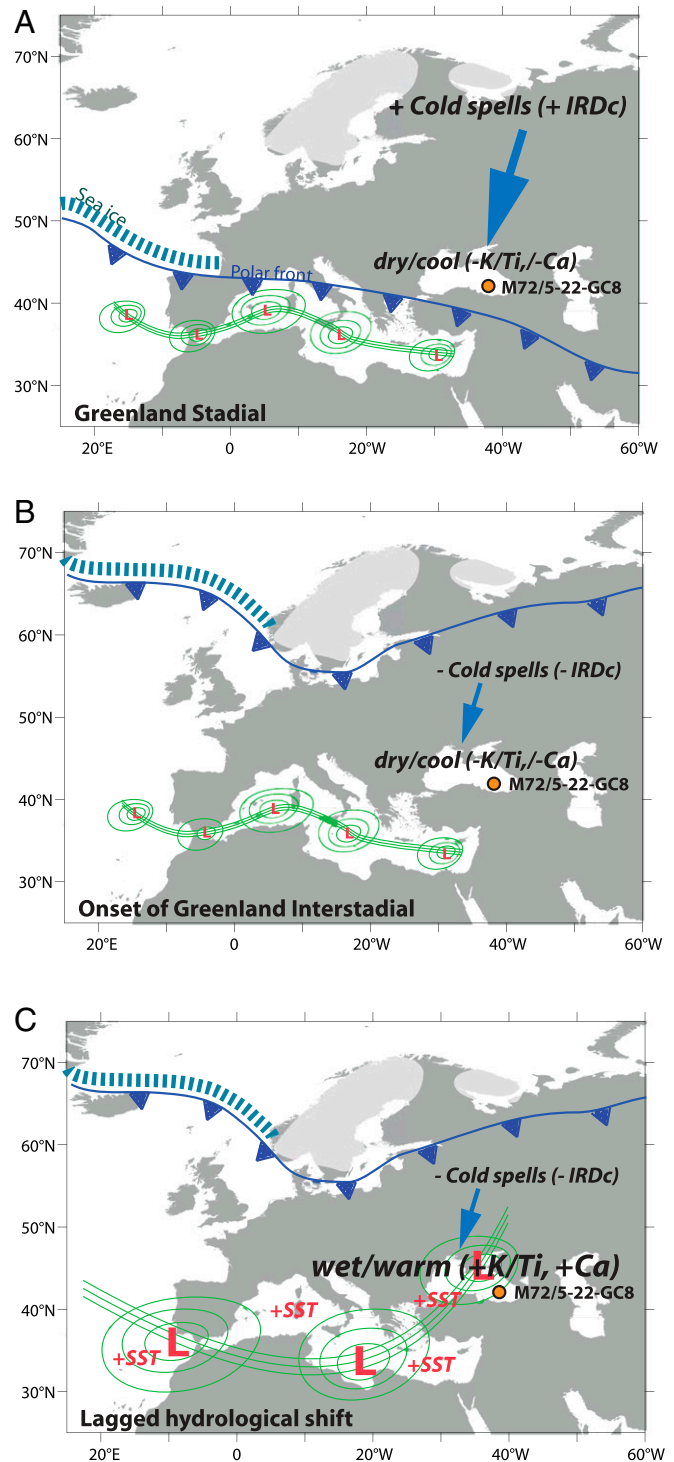 A
70°N
+ Cold spells (+ IRDc)
60°N
Sea ice
50°N
dry/cool (-K/Ti,/-Ca)
Polar front
M72/5-22-GC8
40°N
L
L
L
L
L
30°N
Greenland Stadial
20°E 0 20°W 40°W 60°W
B
70°N
60°N
- Cold spells (- IRDc)
50°N
dry/cool (-K/Ti,/-Ca)
M72/5-22-GC8
40°N
L
L
L
L
L
30°N
Onset of Greenland Interstadial
20°E 0 20°W 40°W 60°W
C
70°N
60°N
- Cold spells (- IRDc)
50°N
L
wet/warm (+K/Ti, +Ca)
M72/5-22-GC8
+SST
+SST
40°N
L
L
+SST
+SST
30°N
Lagged hydrological shift
20°E 0 20°W 40°W 60°W